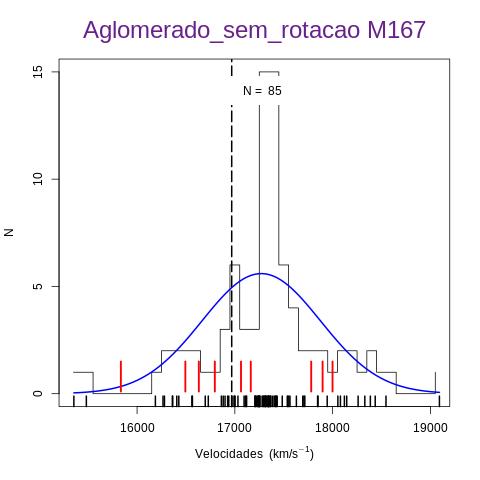 Aglomerado_sem_rotacao M167
N = 85
N
15
10
5
0
16000 17000 18000 19000
Velocidades (km/s⁻¹)